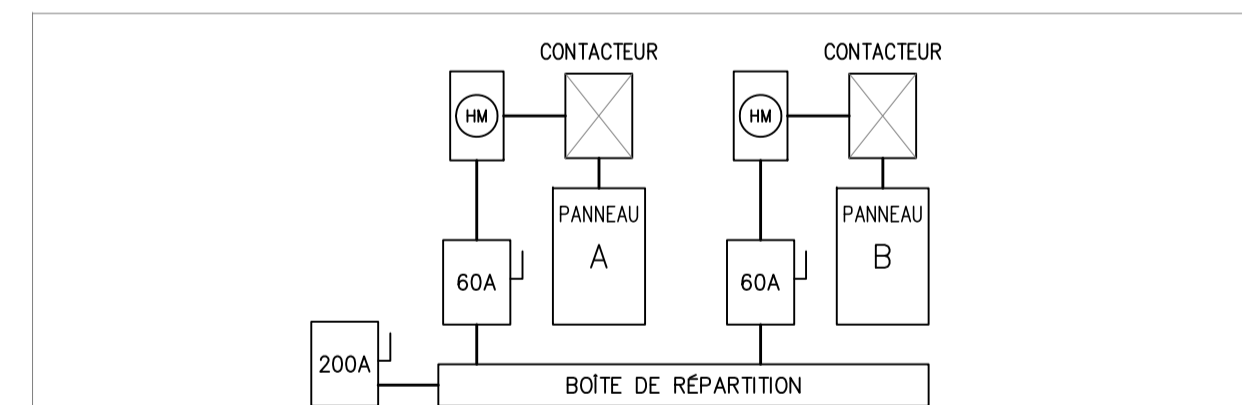 CONTACTEUR CONTACTEUR
HM HM
PANNEAU PANNEAU
A B
60A 60A
200A
BOÎTE DE RÉPARTITION